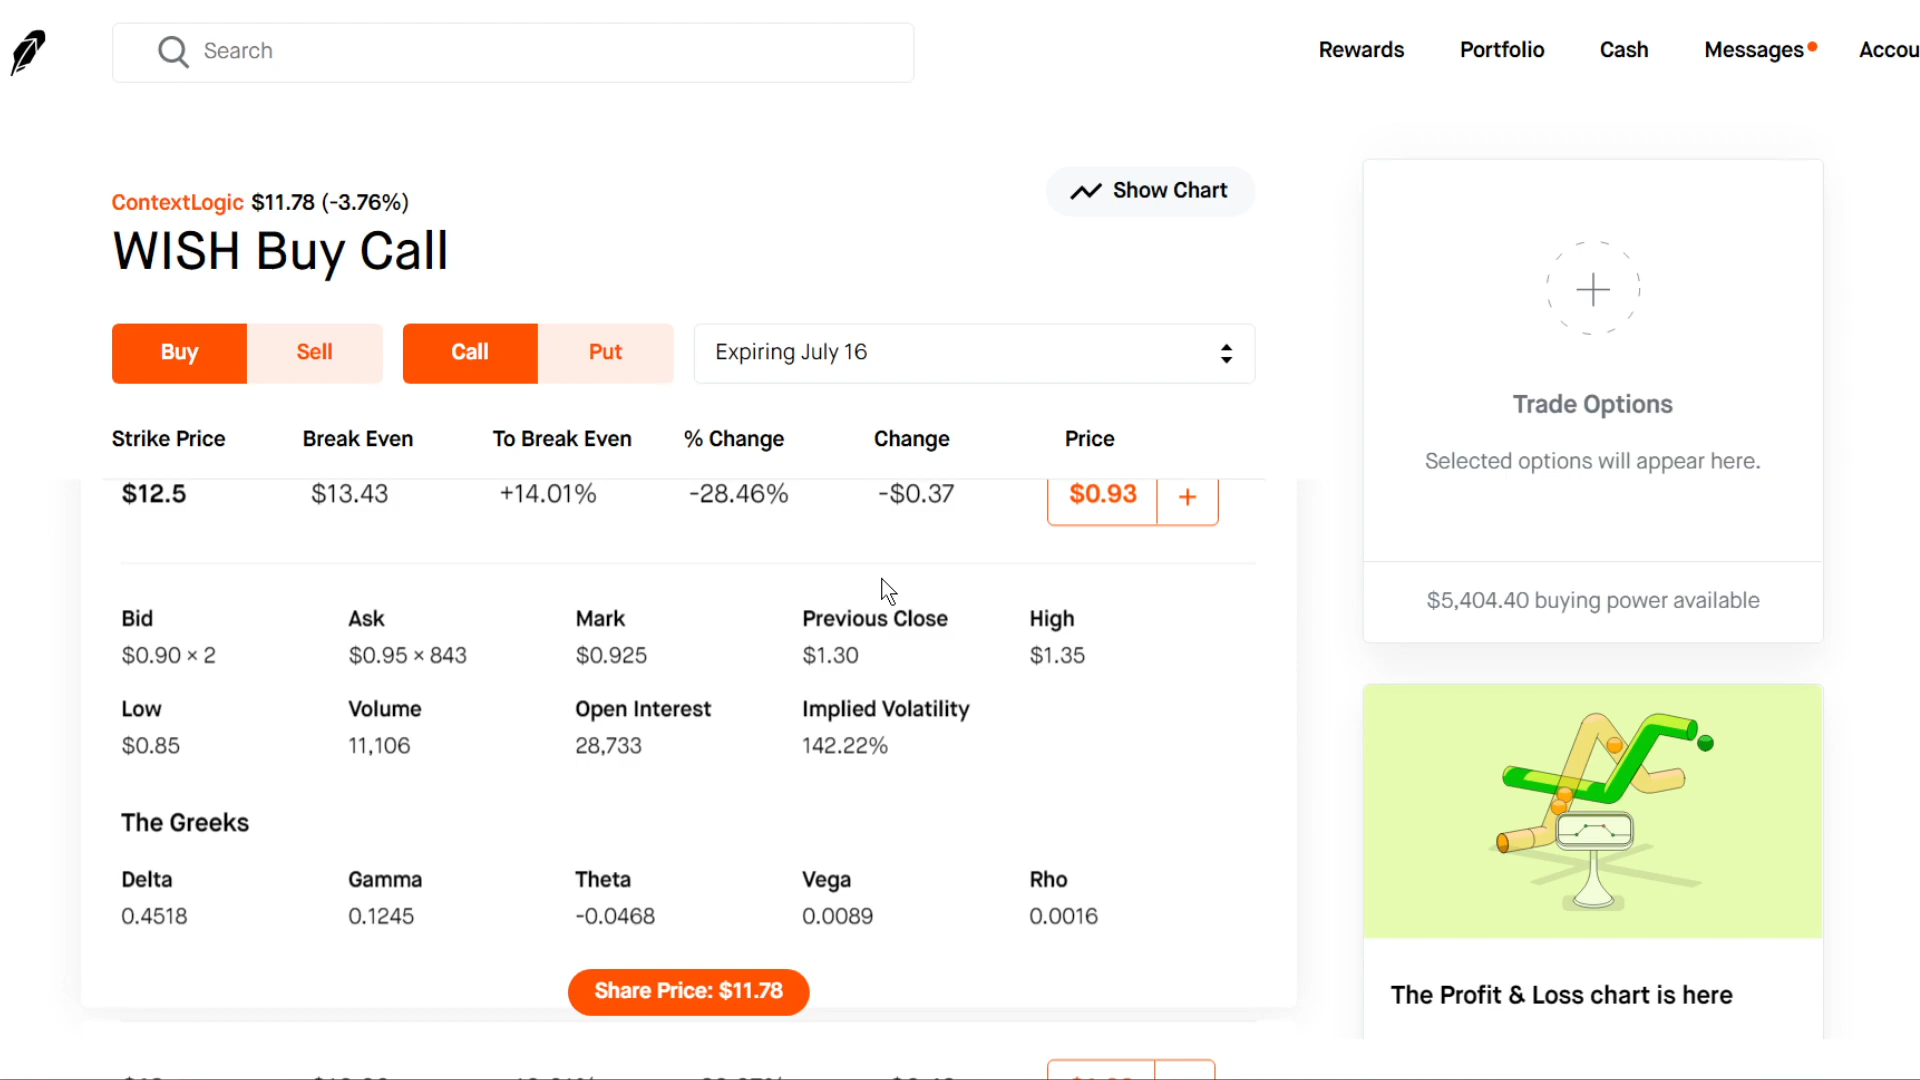 Search
Rewards Portfolio Cash Messages Accou
ContextLogic $11.78 (-3.76%)
Show Chart
WISH Buy Call
Buy Sell Call Put Expiring July 16
Strike Price Break Even To Break Even % Change Change Price
$12.5 $13.43 +14.01% -28.46% -$0.37 $0.93 +
Bid Ask Mark Previous Close High
$0.90 × 2 $0.95 × 843 $0.925 $1.30 $1.35
Low Volume Open Interest Implied Volatility
$0.85 11,106 28,733 142.22%
The Greeks
Delta Gamma Theta Vega Rho
0.4518 0.1245 -0.0468 0.0089 0.0016
Share Price: $11.78
Trade Options
Selected options will appear here.
$5,404.40 buying power available
The Profit & Loss chart is here